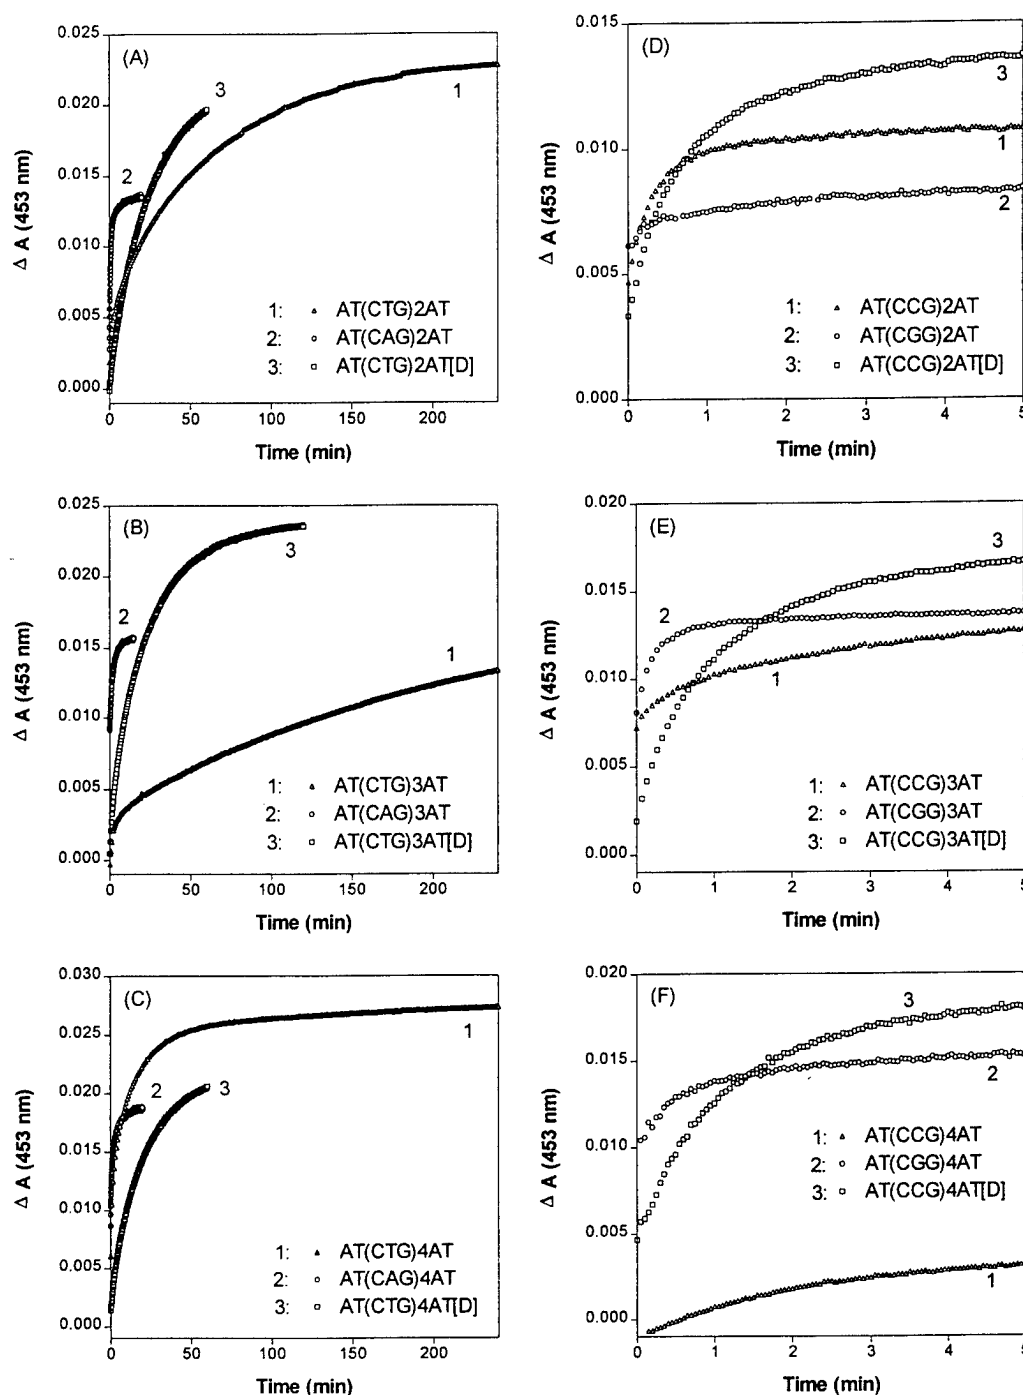 (A)
0.025
0.020
0.015
0.010
0.005
0.000
Δ A (453 nm)
3
1
2
1: AT(CTG)2AT
2: AT(CAG)2AT
3: AT(CTG)2AT[D]
0 50 100 150 200
Time (min)
(D)
0.015
0.010
0.005
0.000
Δ A (453 nm)
3
1
2
1: AT(CCG)2AT
2: AT(CGG)2AT
3: AT(CCG)2AT[D]
0 1 2 3 4 5
Time (min)
(B)
0.025
0.020
0.015
0.010
0.005
0.000
Δ A (453 nm)
3
2
1
1: AT(CTG)3AT
2: AT(CAG)3AT
3: AT(CTG)3AT[D]
0 50 100 150 200
Time (min)
(E)
0.020
0.015
0.010
0.005
0.000
Δ A (453 nm)
3
2
1
1: AT(CCG)3AT
2: AT(CGG)3AT
3: AT(CCG)3AT[D]
0 1 2 3 4 5
Time (min)
(C)
0.030
0.025
0.020
0.015
0.010
0.005
0.000
Δ A (453 nm)
1
2
3
1: AT(CTG)4AT
2: AT(CAG)4AT
3: AT(CTG)4AT[D]
0 50 100 150 200
Time (min)
(F)
0.020
0.015
0.010
0.005
0.000
Δ A (453 nm)
3
2
1: AT(CCG)4AT
2: AT(CGG)4AT
3: AT(CCG)4AT[D]
1
0 1 2 3 4 5
Time (min)